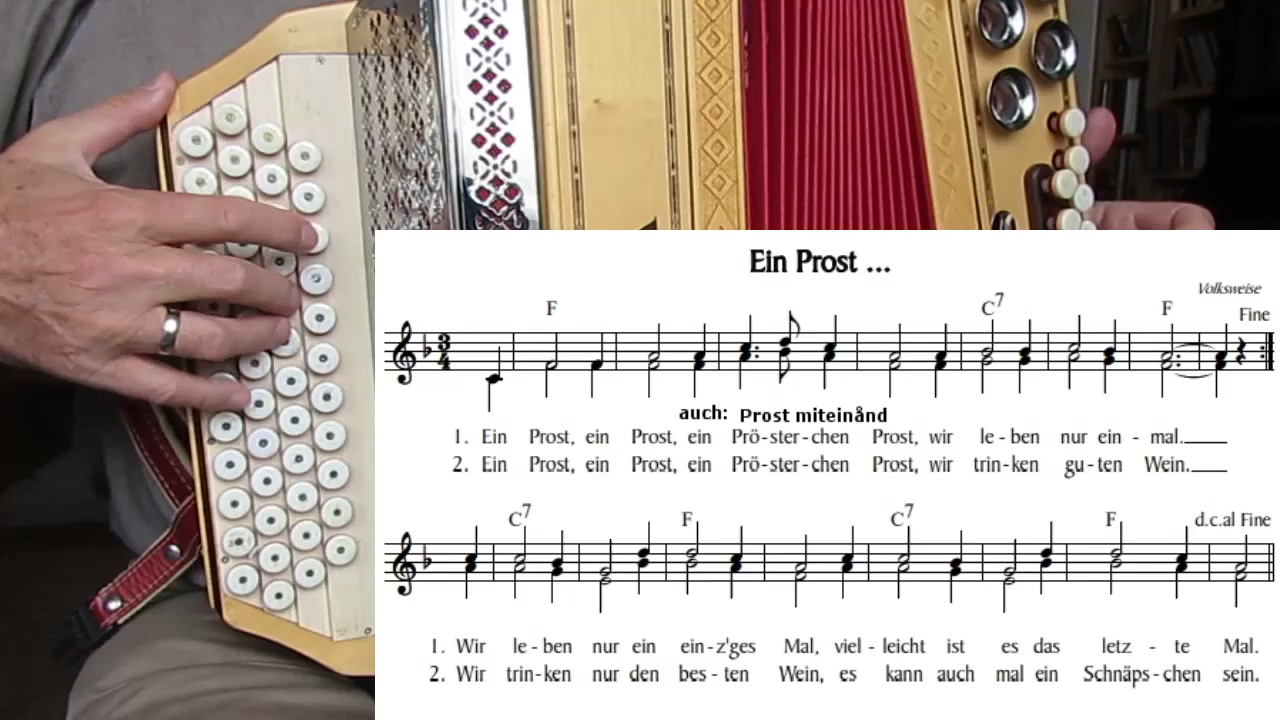 Ein Prost ...
Volksweise
F C7 F Fine
3
4
auch: Prost miteinånd
1. Ein Prost, ein Prost, ein Prö-ster-chen Prost, wir le-ben nur ein-mal.
2. Ein Prost, ein Prost, ein Prö-ster-chen Prost, wir trin-ken gu-ten Wein.
C7 F C7 F d.c.al Fine
1. Wir le-ben nur ein ein-z'ges Mal, viel-leicht ist es das letz-te Mal.
2. Wir trin-ken nur den bes-ten Wein, es kann auch mal ein Schnäps-chen sein.